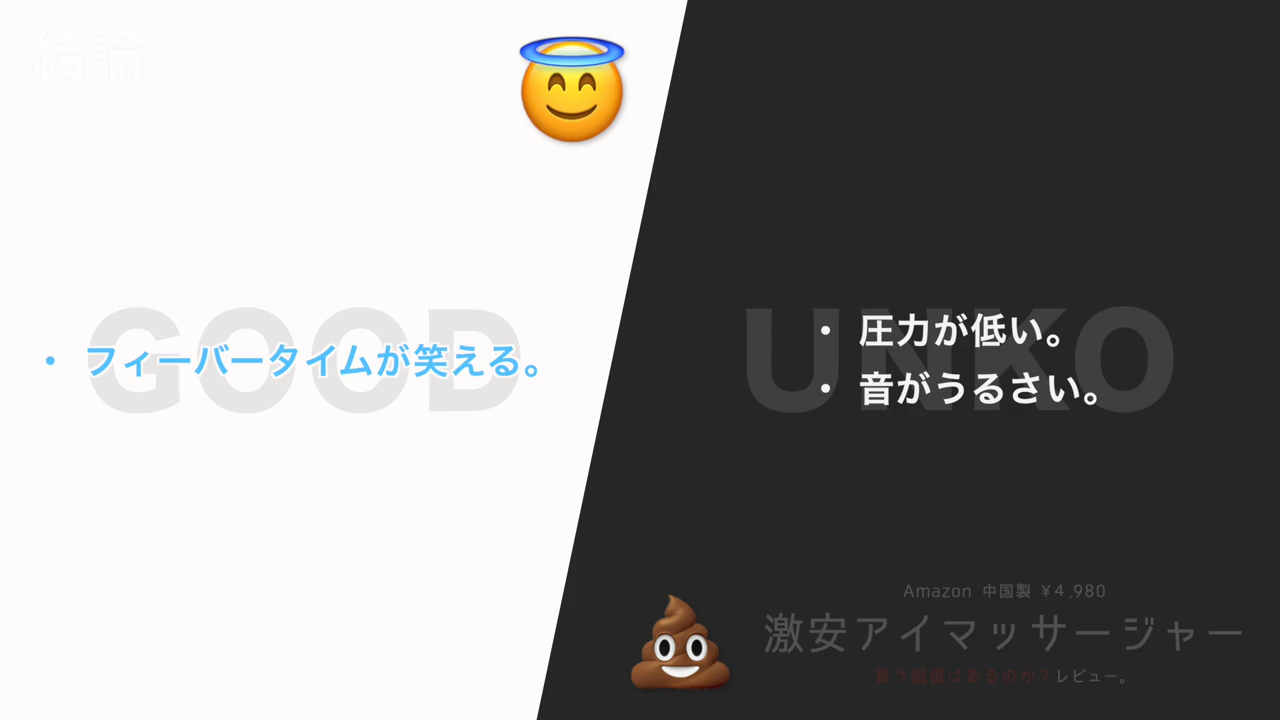 結論
GOOD
・ フィーバータイムが笑える。
UNKO
・ 圧力が低い。
・ 音がうるさい。
Amazon 中国製 ¥4,980
激安アイマッサージャー
買う価値はあるのか?レビュー。